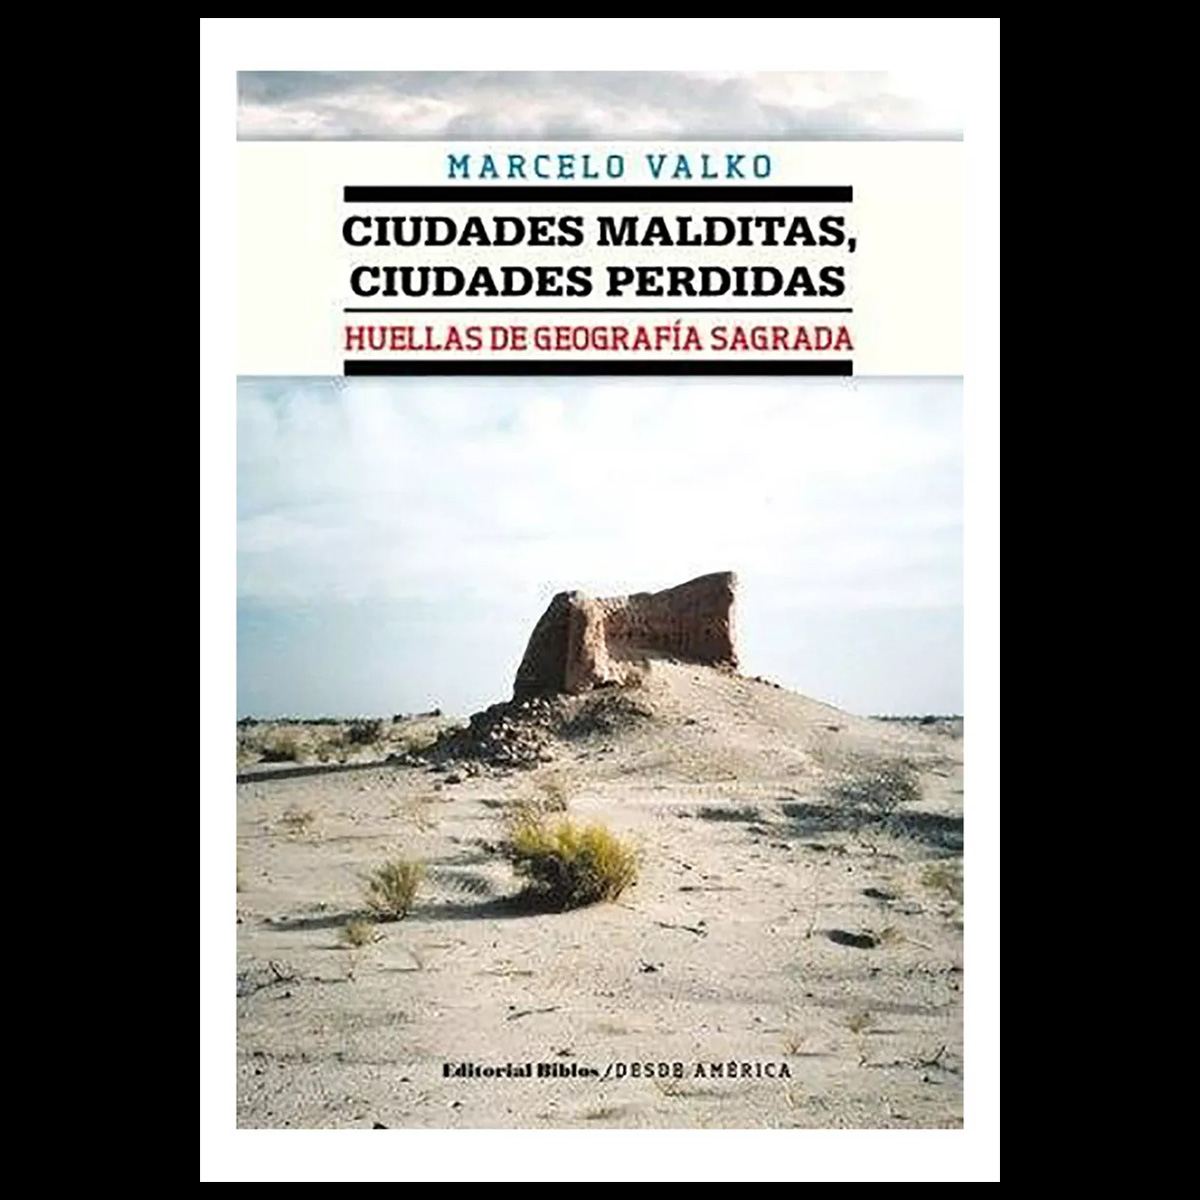 MARCELO VALKO
CIUDADES MALDITAS,
CIUDADES PERDIDAS
HUELLAS DE GEOGRAFÍA SAGRADA
Editorial Biblos/DESDE AMÉRICA